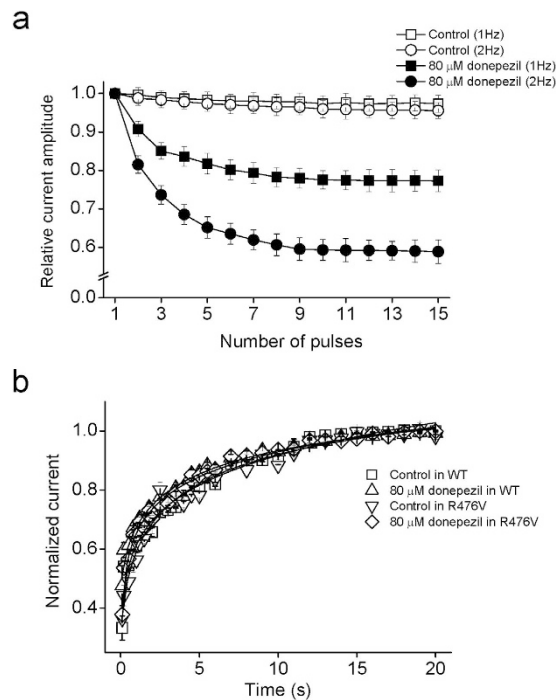 a
Control (1Hz)
Control (2Hz)
80 μM donepezil (1Hz)
80 μM donepezil (2Hz)
Relative current amplitude
1.0
0.9
0.8
0.7
0.6
0.0
1 3 5 7 9 11 13 15
Number of pulses
b
Normalized current
1.0
0.8
0.6
0.4
Control in WT
80 μM donepezil in WT
Control in R476V
80 μM donepezil in R476V
0 5 10 15 20
Time (s)